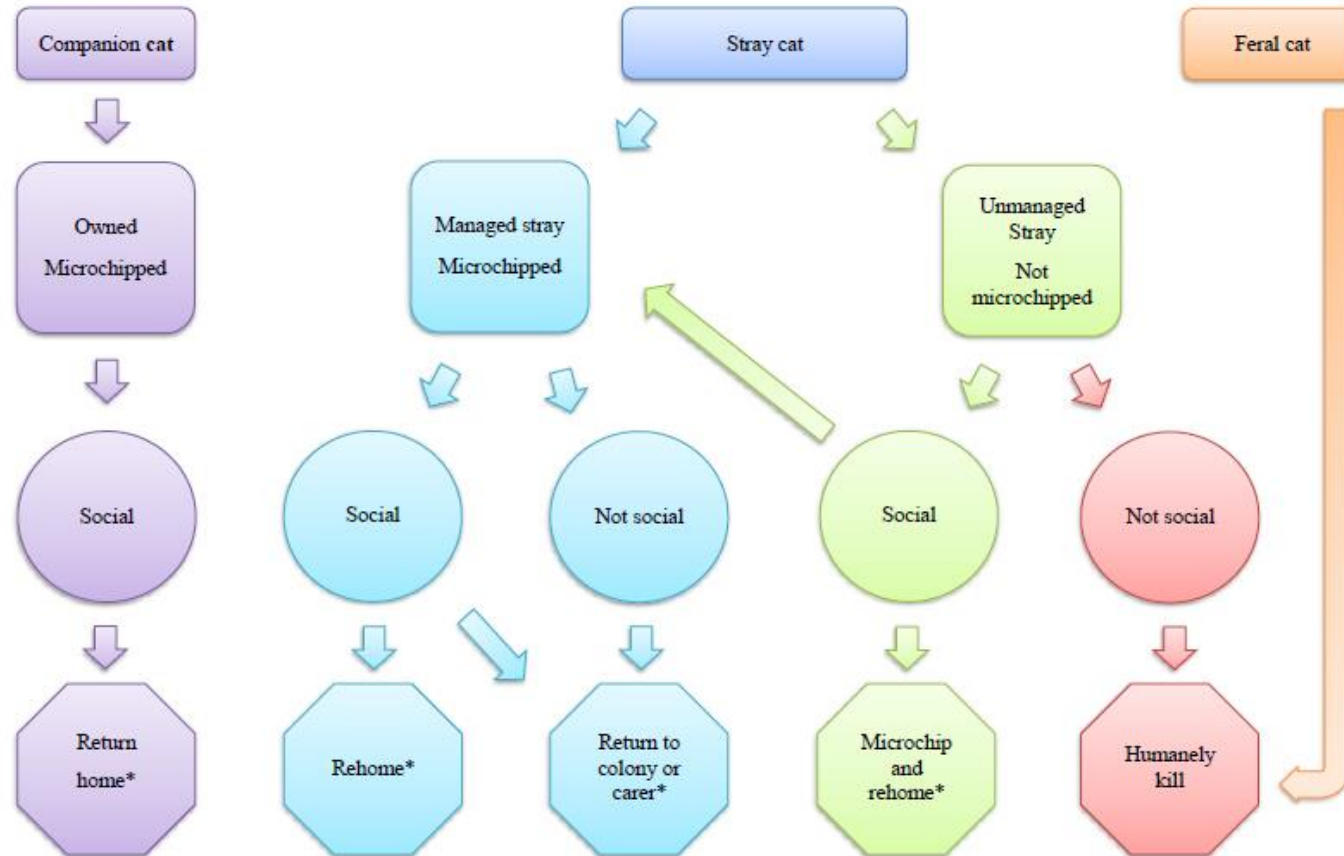 Companion cat
Stray cat
Feral cat
Owned
Microchipped
Managed stray
Microchipped
Unmanaged
Stray
Not
microchipped
Social
Social
Not social
Social
Not social
Return
home*
Rehome*
Return to
colony or
carer*
Microchip
and
rehome*
Humanely
kill